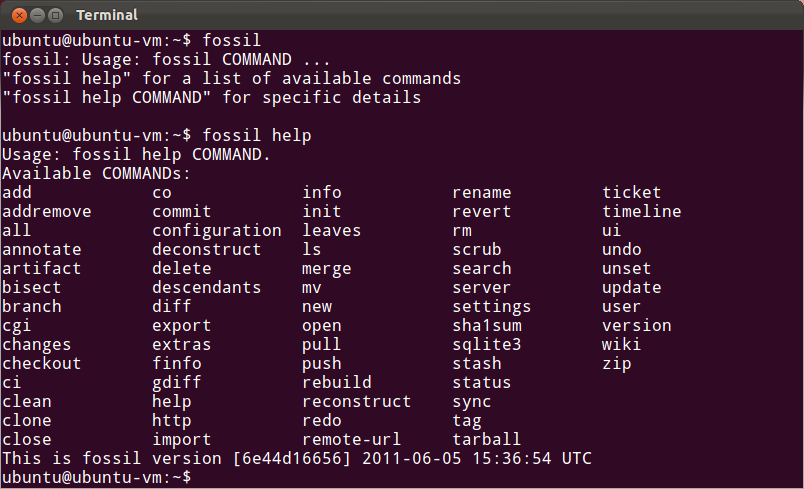 Terminal
ubuntu@ubuntu-vm:~$ fossil
fossil: Usage: fossil COMMAND ...
"fossil help" for a list of available commands
"fossil help COMMAND" for specific details
ubuntu@ubuntu-vm:~$ fossil help
Usage: fossil help COMMAND.
Available COMMANDs:
add            co             info           rename         ticket
addremove      commit         init           revert         timeline
all            configuration  leaves         rm             ui
annotate       deconstruct    ls             scrub          undo
artifact       delete         merge          search         unset
bisect         descendants    mv             server         update
branch         diff           new            settings       user
cgi            export         open           sha1sum        version
changes        extras         pull           sqlite3        wiki
checkout       finfo          push           stash          zip
ci             gdiff          rebuild        status
clean          help           reconstruct    sync
clone          http           redo           tag
close          import         remote-url     tarball
This is fossil version [6e44d16656] 2011-06-05 15:36:54 UTC
ubuntu@ubuntu-vm:~$